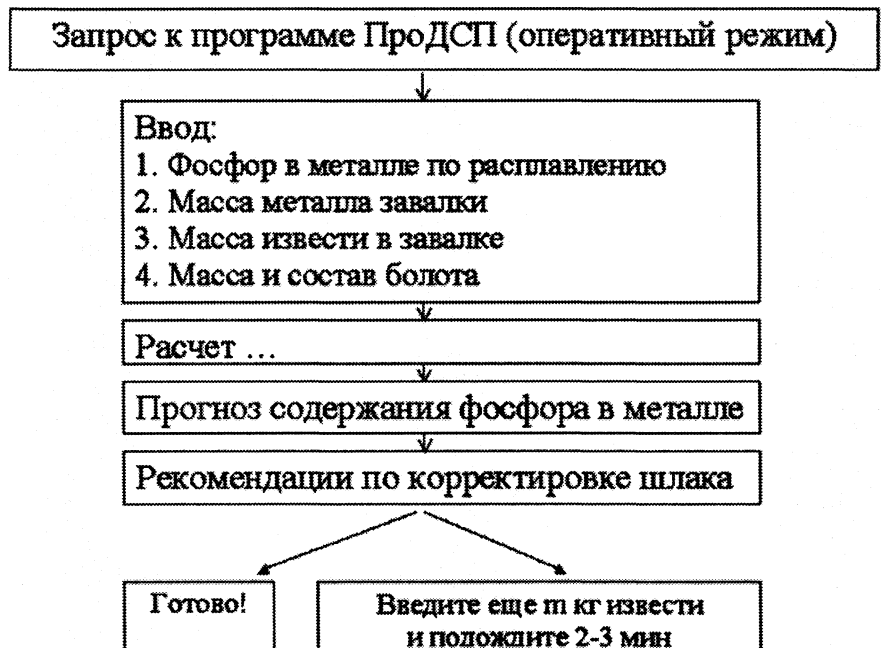 Запрос к программе ПроДСП (оперативный режим)
Ввод:
1. Фосфор в металле по расплавлению
2. Масса металла завалки
3. Масса извести в завалке
4. Масса и состав болота
Расчет ...
Прогноз содержания фосфора в металле
Рекомендации по корректировке шлака
Готово!
Введите еще m кг извести
и подождите 2-3 мин